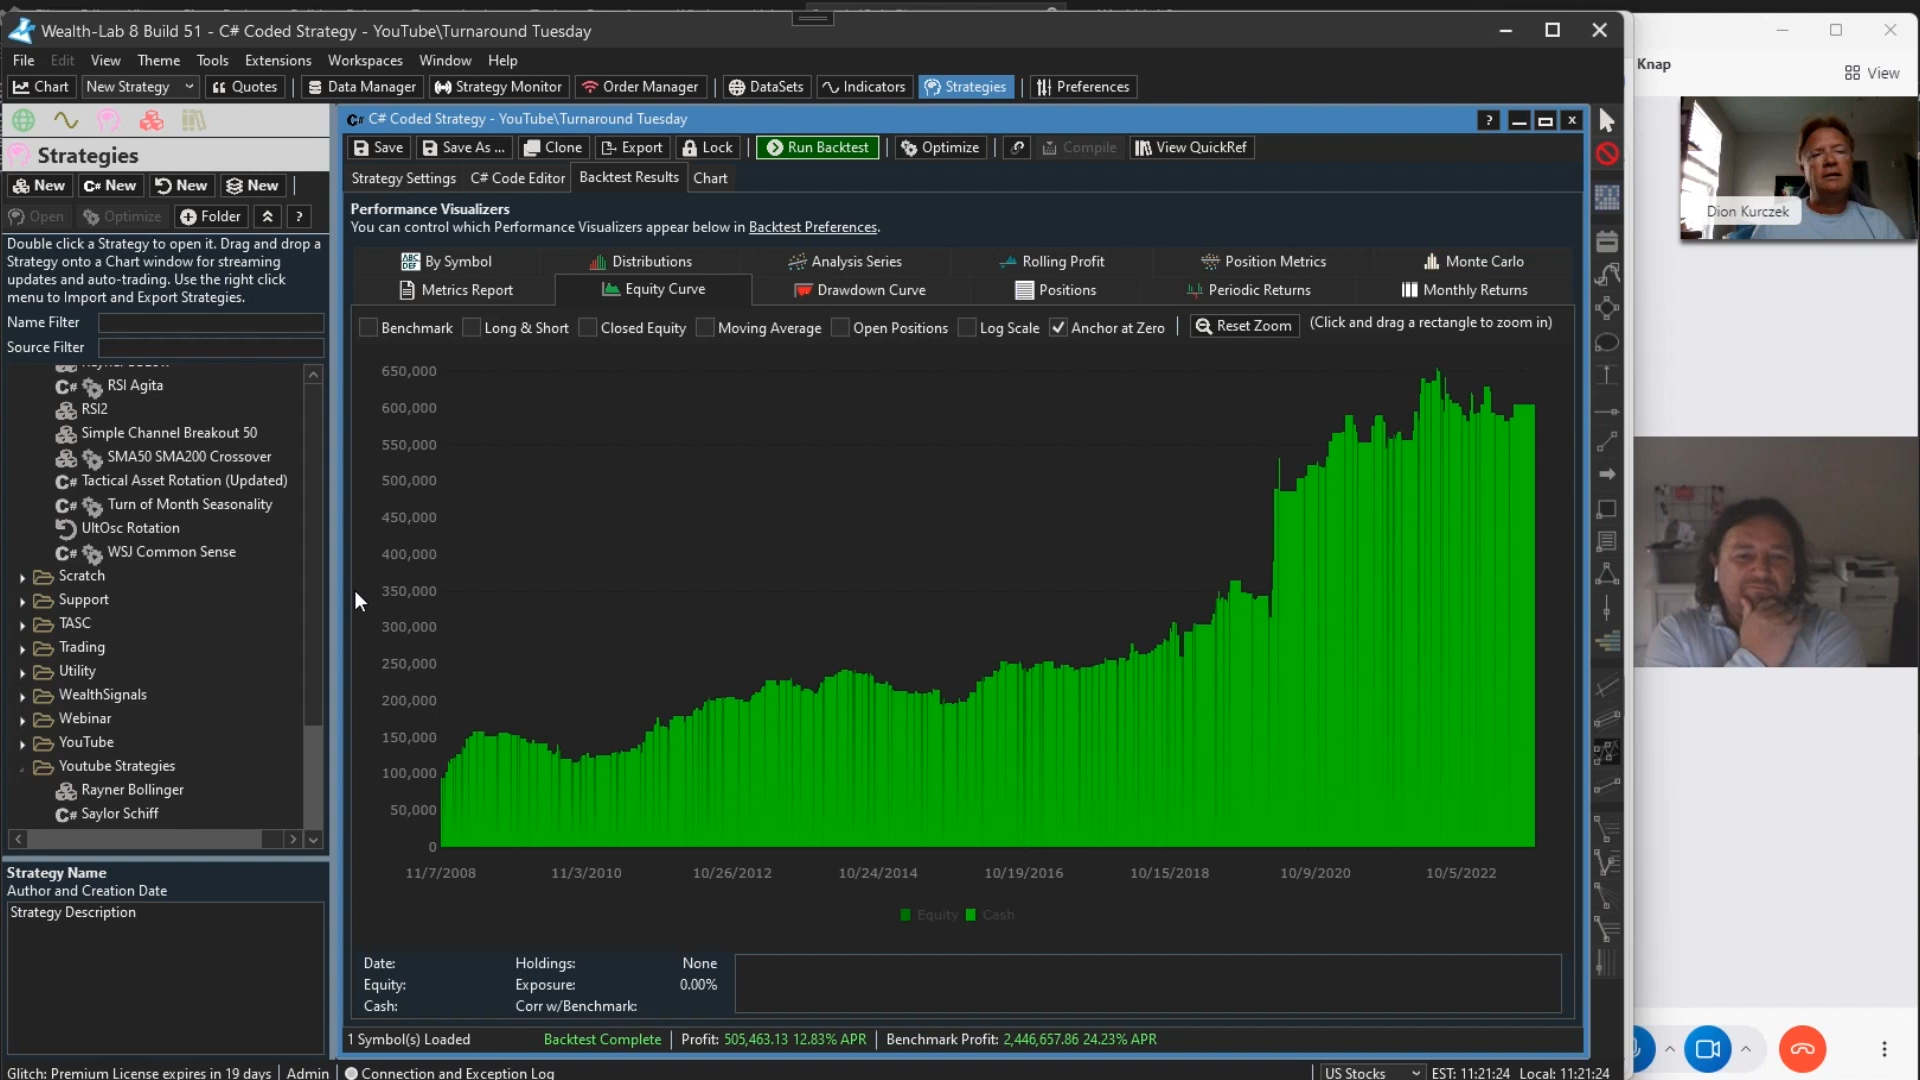 Wealth-Lab 8 Build 51 - C# Coded Strategy - YouTube\Turnaround Tuesday
File Edit View Theme Tools Extensions Workspaces Window Help
Chart New Strategy Quotes Data Manager Strategy Monitor Order Manager DataSets Indicators Strategies Preferences
Strategies
New C# New New New
Open Optimize Folder ?
Double click a Strategy to open it. Drag and drop a
Strategy onto a Chart window for streaming
updates and auto-trading. Use the right click
menu to Import and Export Strategies.
Name Filter
Source Filter
C# RSI Agita
RSI2
Simple Channel Breakout 50
SMA50 SMA200 Crossover
C# Tactical Asset Rotation (Updated)
C# Turn of Month Seasonality
UltOsc Rotation
C# WSJ Common Sense
Scratch
Support
TASC
Trading
Utility
WealthSignals
Webinar
YouTube
Youtube Strategies
Rayner Bollinger
C# Saylor Schiff
Strategy Name
Author and Creation Date
Strategy Description
Glitch: Premium License expires in 19 days Admin Connection and Exception Log
C# C# Coded Strategy - YouTube\Turnaround Tuesday ? x
Save Save As ... Clone Export Lock Run Backtest Optimize Compile View QuickRef
Strategy Settings C# Code Editor Backtest Results Chart
Performance Visualizers
You can control which Performance Visualizers appear below in Backtest Preferences.
ABC DEF By Symbol Distributions Analysis Series Rolling Profit Position Metrics Monte Carlo
Metrics Report Equity Curve Drawdown Curve Positions Periodic Returns Monthly Returns
Benchmark Long & Short Closed Equity Moving Average Open Positions Log Scale Anchor at Zero Reset Zoom (Click and drag a rectangle to zoom in)
650,000
600,000
550,000
500,000
450,000
400,000
350,000
300,000
250,000
200,000
150,000
100,000
50,000
0
11/7/2008 11/3/2010 10/26/2012 10/24/2014 10/19/2016 10/15/2018 10/9/2020 10/5/2022
Equity Cash
Date: Holdings: None
Equity: Exposure: 0.00%
Cash: Corr w/Benchmark:
1 Symbol(s) Loaded Backtest Complete Profit: 505,463.13 12.83% APR Benchmark Profit: 2,446,657.86 24.23% APR
US Stocks EST: 11:21:24 Local: 11:21:24
Knap
View
Dion Kurczek